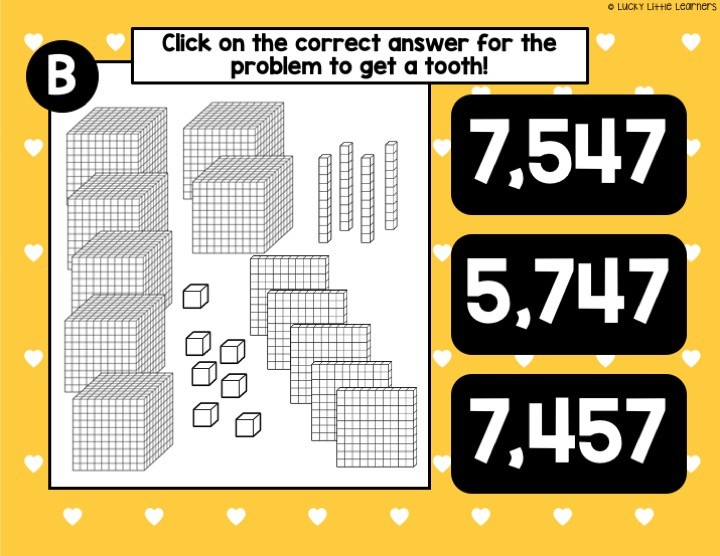 © Lucky Little Learners
Click on the correct answer for the
problem to get a tooth!
B
7,547
5,747
7,457